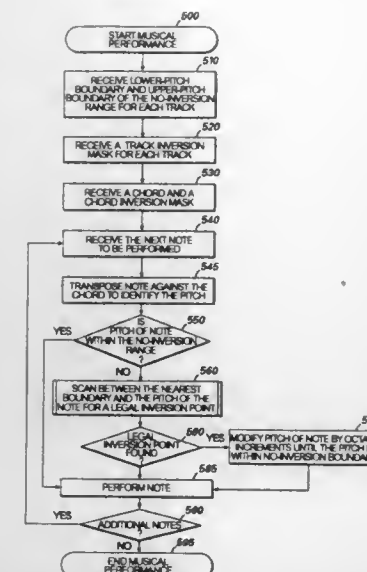 500
START MUSICAL
PERFORMANCE
510
RECEIVE LOWER-PITCH
BOUNDARY AND UPPER-PITCH
BOUNDARY OF THE NO-INVERSION
RANGE FOR EACH TRACK
520
RECEIVE A TRACK INVERSION
MASK FOR EACH TRACK
530
RECEIVE A CHORD AND A
CHORD INVERSION MASK
540
RECEIVE THE NEXT NOTE
TO BE PERFORMED
545
TRANSPOSE NOTE AGAINST THE
CHORD TO IDENTIFY THE PITCH
550
YES
IS
PITCH OF NOTE
WITHIN THE NO-INVERSION
RANGE
?
NO
560
SCAN BETWEEN THE NEAREST
BOUNDARY AND THE PITCH OF THE
NOTE FOR A LEGAL INVERSION POINT
580
LEGAL
INVERSION POINT
FOUND
?
YES
MODIFY PITCH OF NOTE BY
INCREMENTS UNTIL THE PITCH
WITHIN NO-INVERSION
585
PERFORM NOTE
YES
ADDITIONAL NOTES
?
NO
END MUSICAL
PERFORMANCE